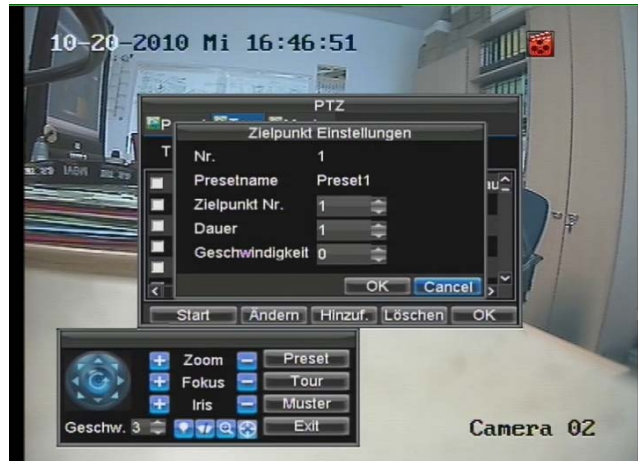 10-20-2010 Mi 16:46:51
PTZ
Zielpunkt Einstellungen
Nr. 1
Presetname Preset1
Zielpunkt Nr. 1
Dauer 1
Geschwindigkeit 0
OK Cancel
Start Ändern Hinzuf. Löschen OK
Zoom Preset
Fokus Tour
Iris Muster
Geschw. 3 Exit
Camera 02